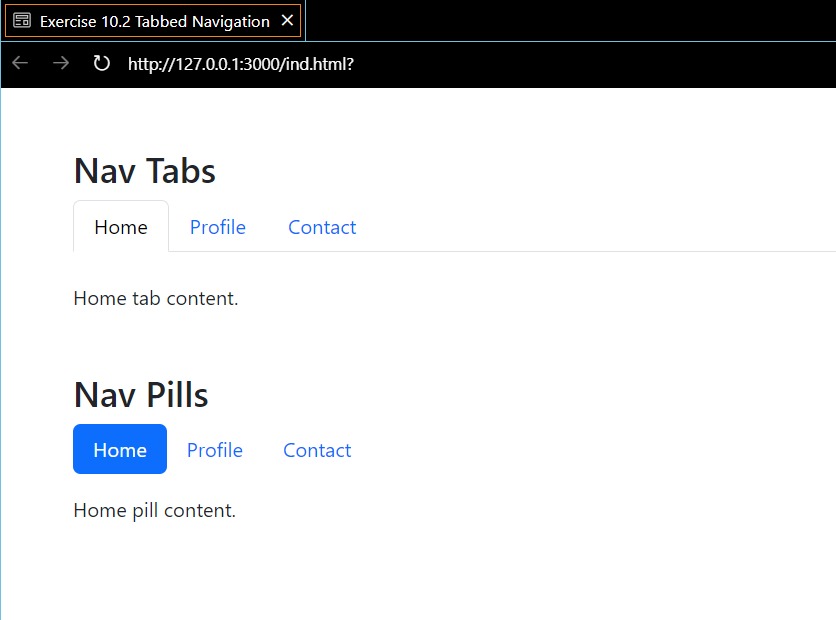 Exercise 10.2 Tabbed Navigation
http://127.0.0.1:3000/ind.html?
Nav Tabs
Home Profile Contact
Home tab content.
Nav Pills
Home Profile Contact
Home pill content.